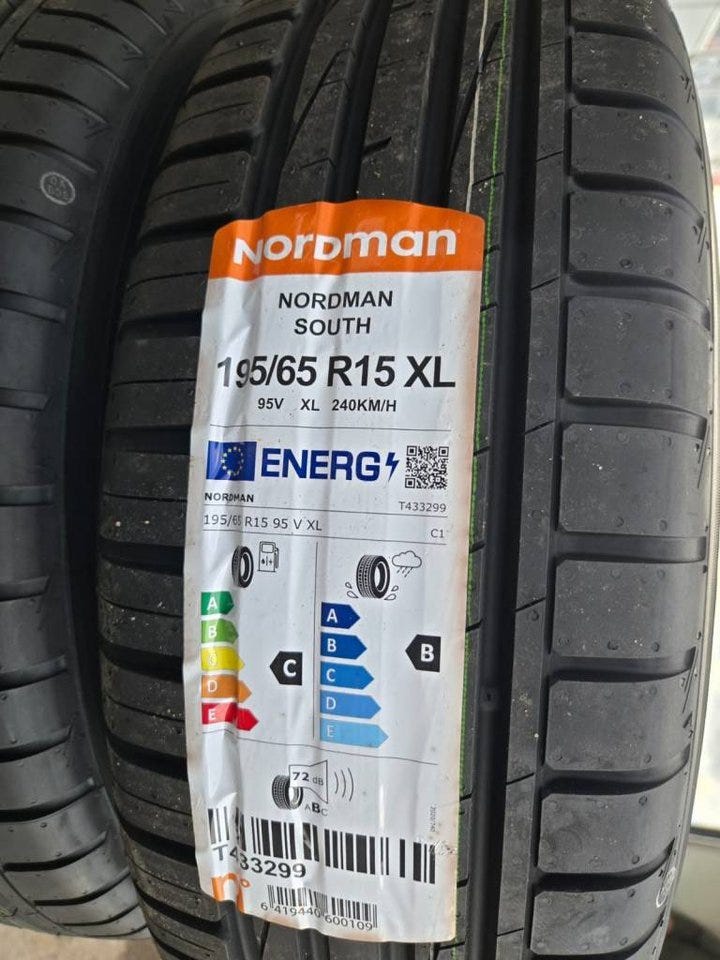 Nordman
NORDMAN
SOUTH
195/65 R15 XL
95V XL 240KM/H
ENERG
NORDMAN
T433299
195/65 R15 95 V XL
C1
A
B
C
D
E
C
A
B
C
D
E
B
72 dB
ABC
T433299
n°
6 419440 600109